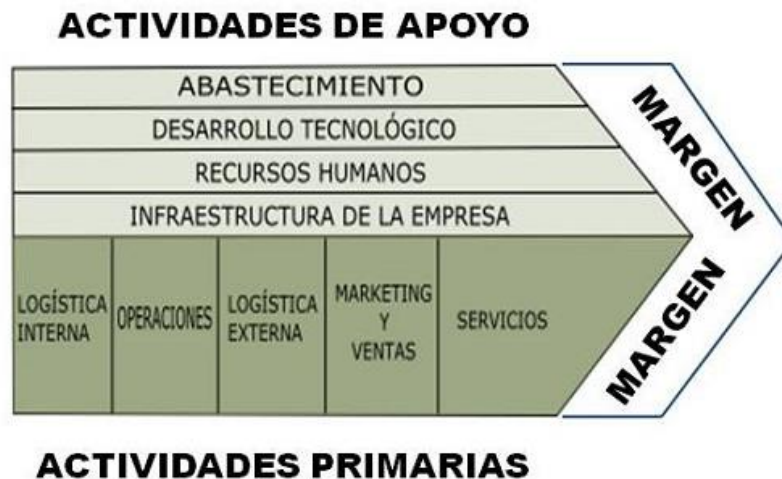 ACTIVIDADES DE APOYO
ABASTECIMIENTO
DESARROLLO TECNOLÓGICO
RECURSOS HUMANOS
INFRAESTRUCTURA DE LA EMPRESA
MARGEN
LOGÍSTICA
INTERNA
OPERACIONES
LOGÍSTICA
EXTERNA
MARKETING
Y
VENTAS
SERVICIOS
MARGEN
ACTIVIDADES PRIMARIAS